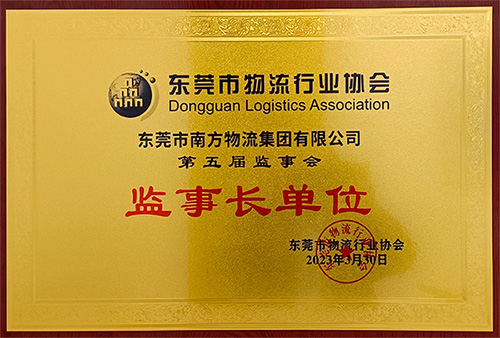 东莞市物流行业协会
Dongguan Logistics Association
东莞市南方物流集团有限公司
第五届监事会
监事长单位
东莞市物流行业协会
2023年3月30日